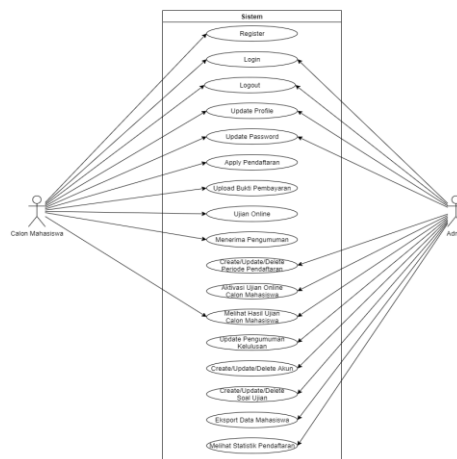 Sistem
Register
Login
Logout
Update Profile
Update Password
Apply Pendaftaran
Upload Bukti Pembayaran
Ujian Online
Menerima Pengumuman
Create/Update/Delete
Periode Pendaftaran
Aktivasi Ujian Online
Calon Mahasiswa
Melihat Hasil Ujian
Calon Mahasiswa
Update Pengumuman
Kelulusan
Create/Update/Delete Akun
Create/Update/Delete
Soal Ujian
Eksport Data Mahasiswa
Melihat Statistik Pendaftaran
Calon Mahasiswa